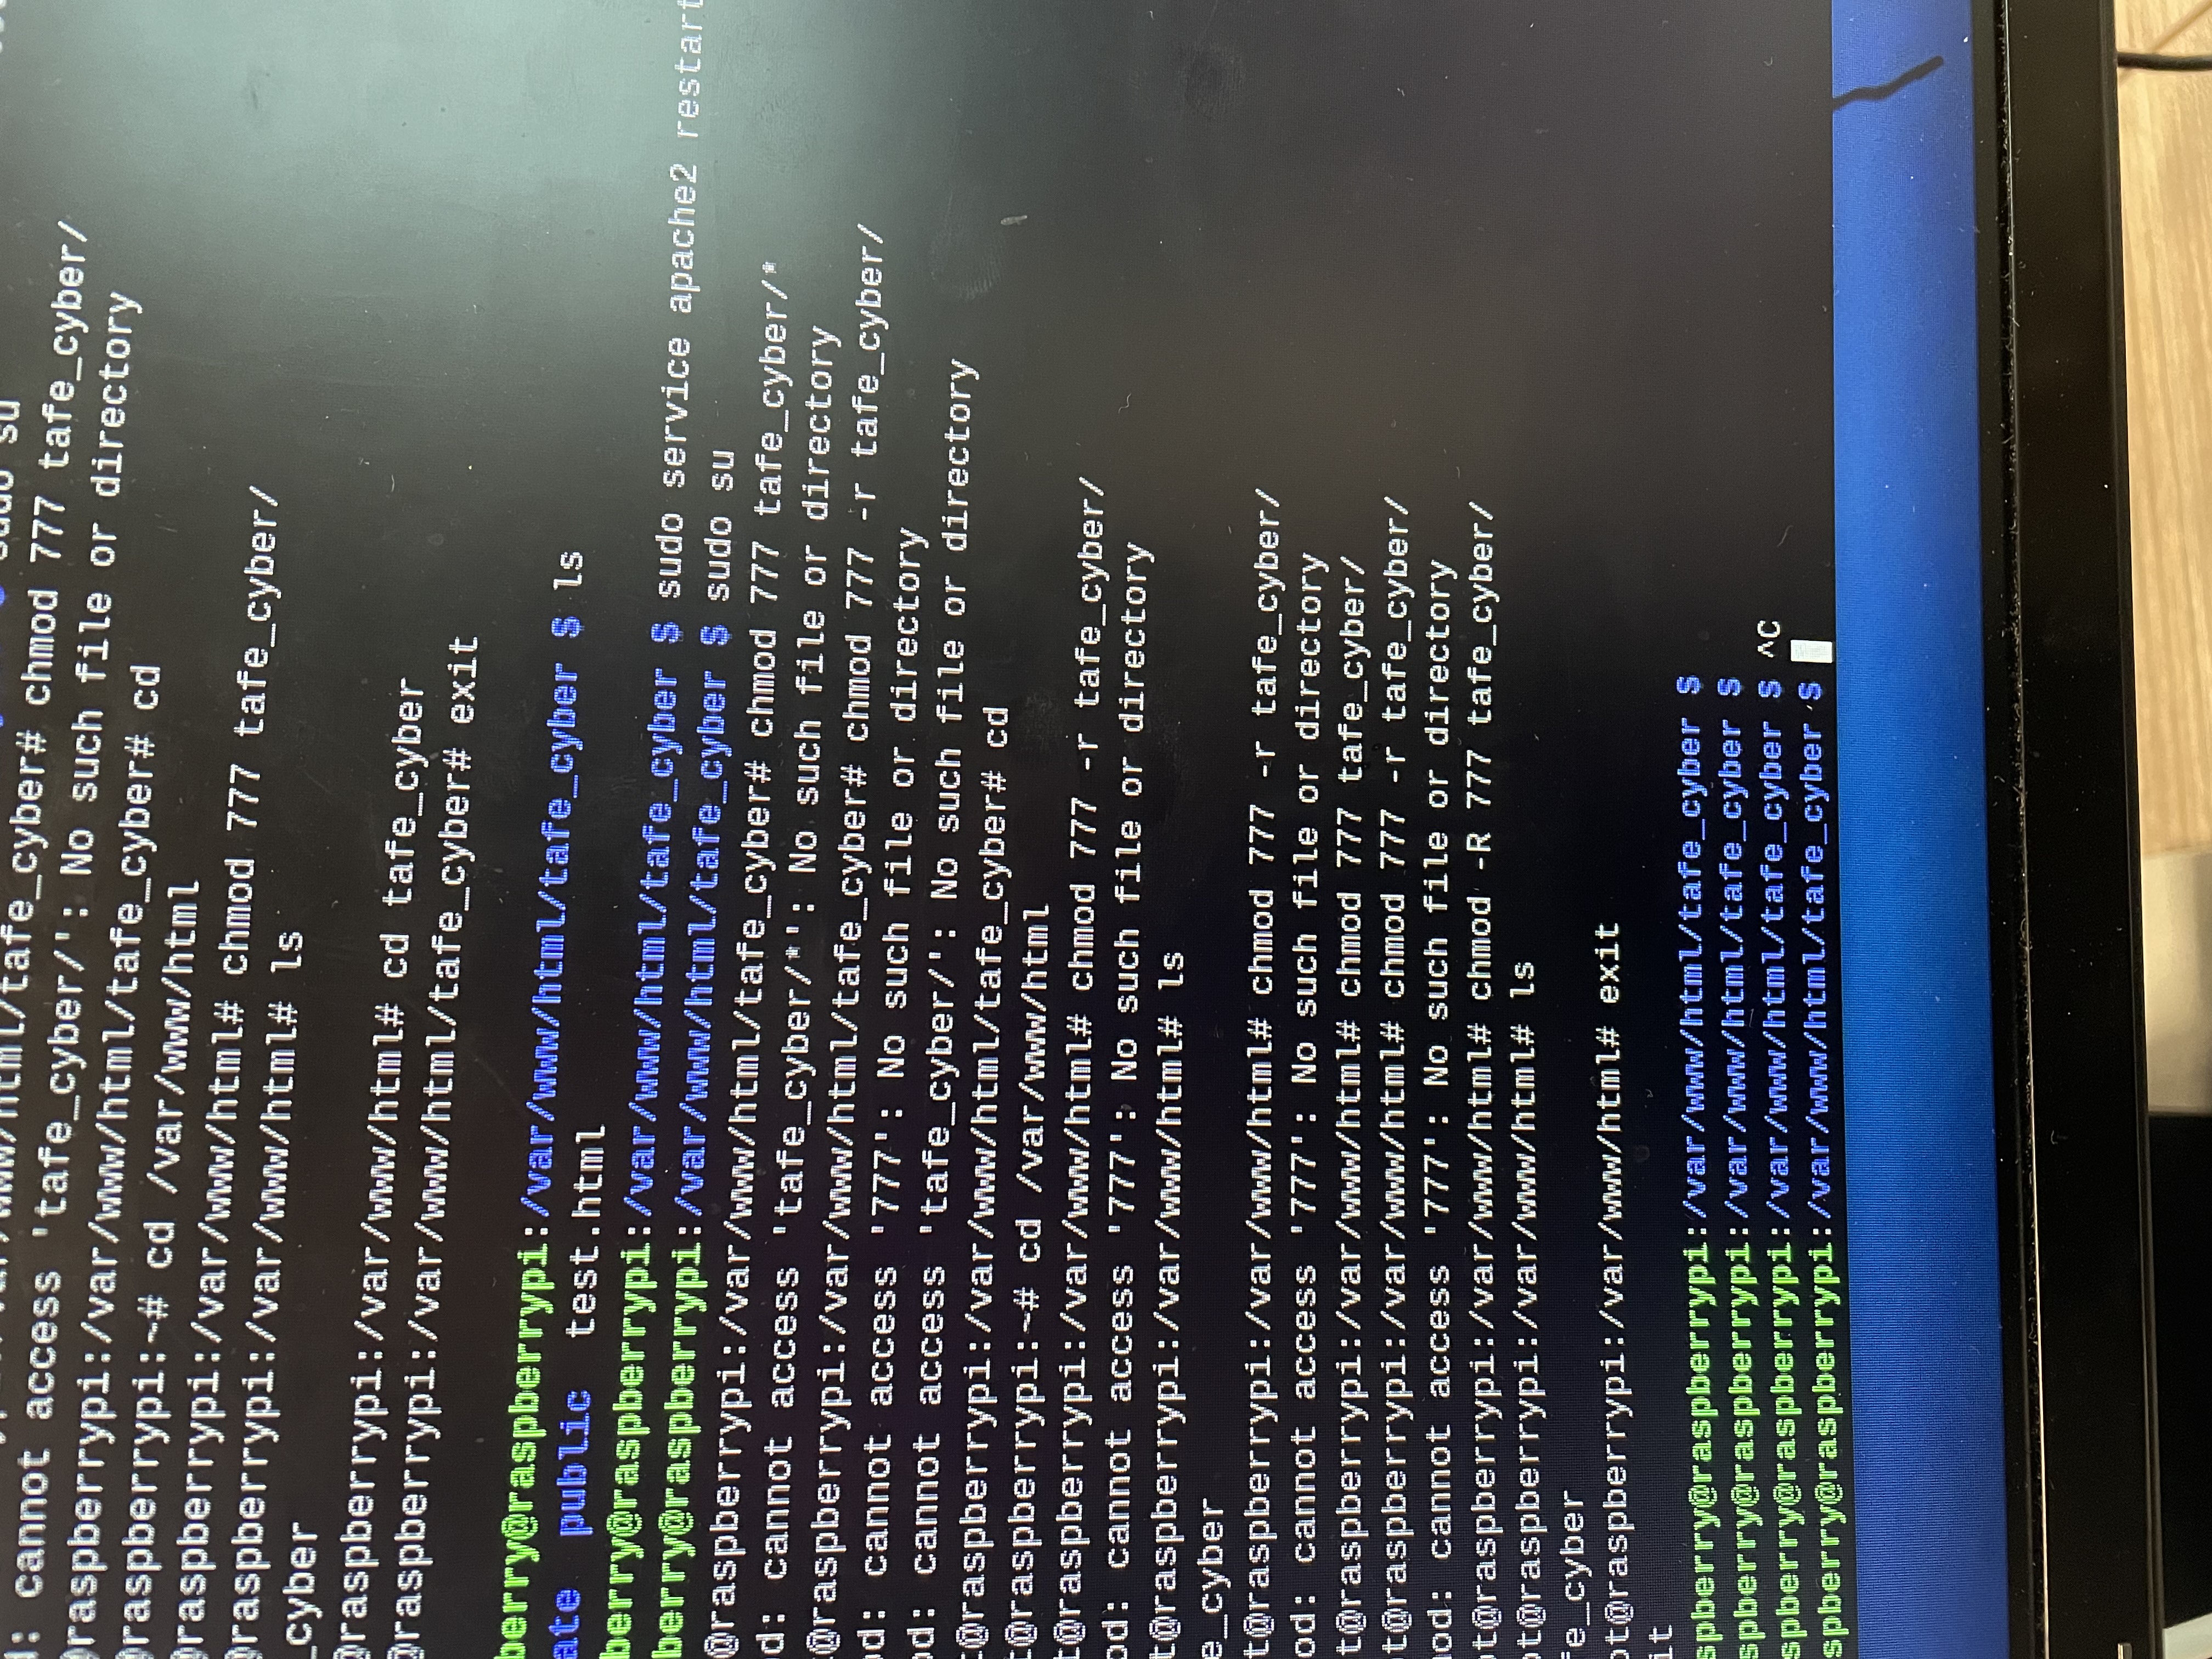 /var/www/html/tafe_cyber# chmod 777 tafe_cyber/ sudo su
d: cannot access 'tafe_cyber/': No such file or directory
@raspberrypi:/var/www/html/tafe_cyber# cd
@raspberrypi:~# cd /var/www/html
@raspberrypi:/var/www/html# chmod 777 tafe_cyber/
@raspberrypi:/var/www/html# ls
_cyber
@raspberrypi:/var/www/html# cd tafe_cyber
@raspberrypi:/var/www/html/tafe_cyber# exit
berry@raspberrypi:/var/www/html/tafe_cyber $ ls
ate public test.html
berry@raspberrypi:/var/www/html/tafe_cyber $ sudo service apache2 restart
berry@raspberrypi:/var/www/html/tafe_cyber $ sudo su
@raspberrypi:/var/www/html/tafe_cyber# chmod 777 tafe_cyber/*
od: cannot access 'tafe_cyber/*': No such file or directory
t@raspberrypi:/var/www/html/tafe_cyber# chmod 777 -r tafe_cyber/
od: cannot access '777': No such file or directory
od: cannot access 'tafe_cyber/': No such file or directory
t@raspberrypi:/var/www/html/tafe_cyber# cd
t@raspberrypi:~# cd /var/www/html
t@raspberrypi:/var/www/html# chmod 777 -r tafe_cyber/
od: cannot access '777': No such file or directory
t@raspberrypi:/var/www/html# ls
e_cyber
t@raspberrypi:/var/www/html# chmod 777 -r tafe_cyber/
od: cannot access '777': No such file or directory
t@raspberrypi:/var/www/html# chmod 777 tafe_cyber/
ot@raspberrypi:/var/www/html# chmod 777 -r tafe_cyber/
mod: cannot access '777': No such file or directory
ot@raspberrypi:/var/www/html# chmod -R 777 tafe_cyber/
ot@raspberrypi:/var/www/html# ls
fe_cyber
ot@raspberrypi:/var/www/html# exit
it
spberry@raspberrypi:/var/www/html/tafe_cyber $
spberry@raspberrypi:/var/www/html/tafe_cyber $
spberry@raspberrypi:/var/www/html/tafe_cyber $ ^C
spberry@raspberrypi:/var/www/html/tafe_cyber $